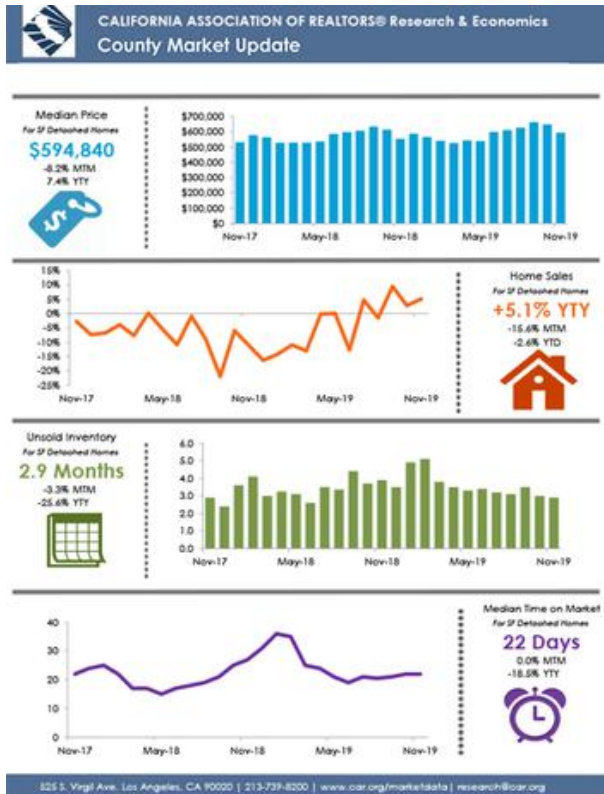 CALIFORNIA ASSOCIATION OF REALTORS® Research & Economics
County Market Update
Median Price
For SF Detached Homes
$594,840
-8.2% MTM
7.4% YTY
$700,000
$600,000
$500,000
$400,000
$300,000
$200,000
$100,000
$0
Nov-17 May-18 Nov-18 May-19 Nov-19
15%
10%
5%
0%
-5%
-10%
-15%
-20%
-25%
Nov-17 May-18 Nov-18 May-19 Nov-19
Home Sales
For SF Detached Homes
+5.1% YTY
-15.6% MTM
-2.6% YTD
Unsold Inventory
For SF Detached Homes
2.9 Months
-3.3% MTM
-25.6% YTY
6.0
5.0
4.0
3.0
2.0
1.0
0.0
Nov-17 May-18 Nov-18 May-19 Nov-19
40
30
20
10
0
Nov-17 May-18 Nov-18 May-19 Nov-19
Median Time on Market
For SF Detached Homes
22 Days
0.0% MTM
-18.5% YTY
525 S. Virgil Ave. Los Angeles, CA 90020 | 213-739-8200 | www.car.org/marketdata | research@car.org